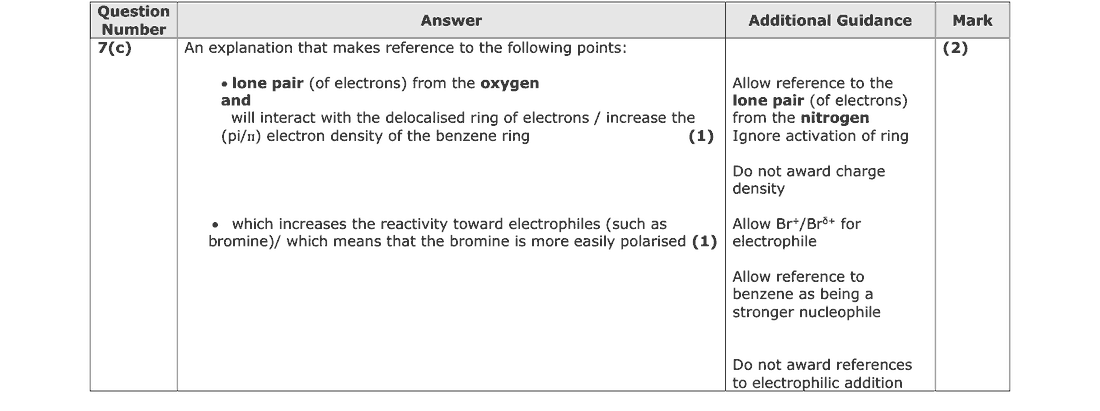 Question Number
Answer
Additional Guidance
Mark
7(c)
An explanation that makes reference to the following points:
(2)
• lone pair (of electrons) from the oxygen
and
will interact with the delocalised ring of electrons / increase the
(pi/π) electron density of the benzene ring (1)
Allow reference to the
lone pair (of electrons)
from the nitrogen
Ignore activation of ring
Do not award charge
density
• which increases the reactivity toward electrophiles (such as
bromine)/ which means that the bromine is more easily polarised (1)
Allow Br⁺/Brᵟ⁺ for
electrophile
Allow reference to
benzene as being a
stronger nucleophile
Do not award references
to electrophilic addition